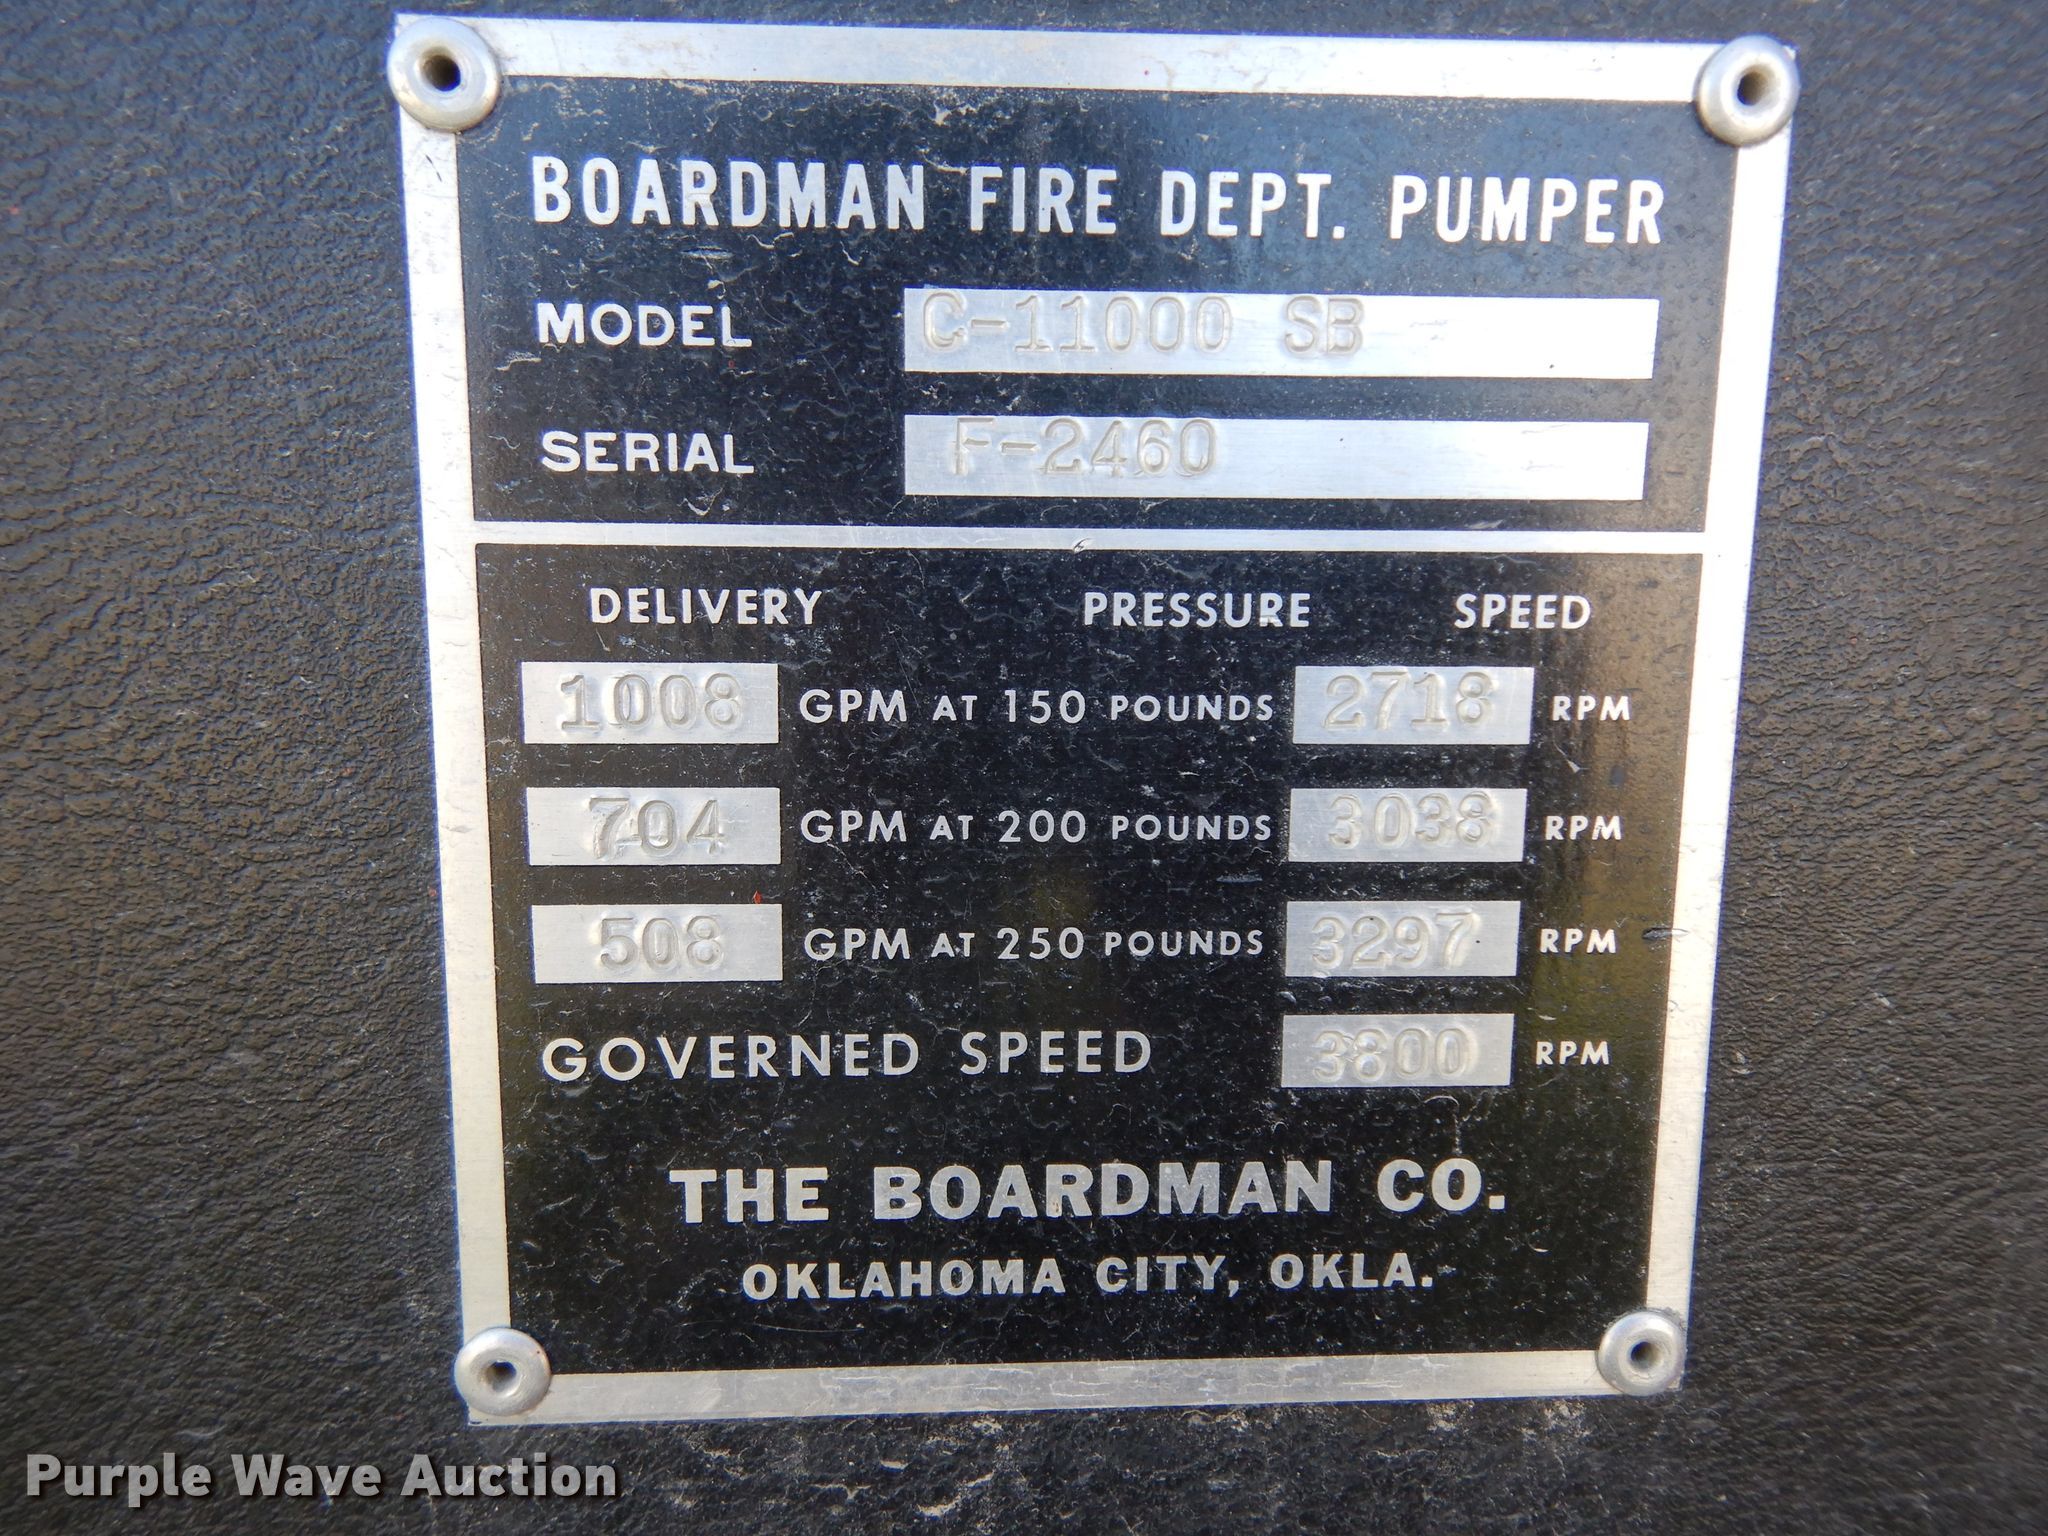 BOARDMAN FIRE DEPT. PUMPER
MODEL C-11000 SB
SERIAL F-2460
DELIVERY PRESSURE SPEED
1008 GPM AT 150 POUNDS 2718 RPM
704 GPM AT 200 POUNDS 3038 RPM
508 GPM AT 250 POUNDS 3297 RPM
GOVERNED SPEED 3800 RPM
THE BOARDMAN CO.
OKLAHOMA CITY, OKLA.
Purple Wave Auction